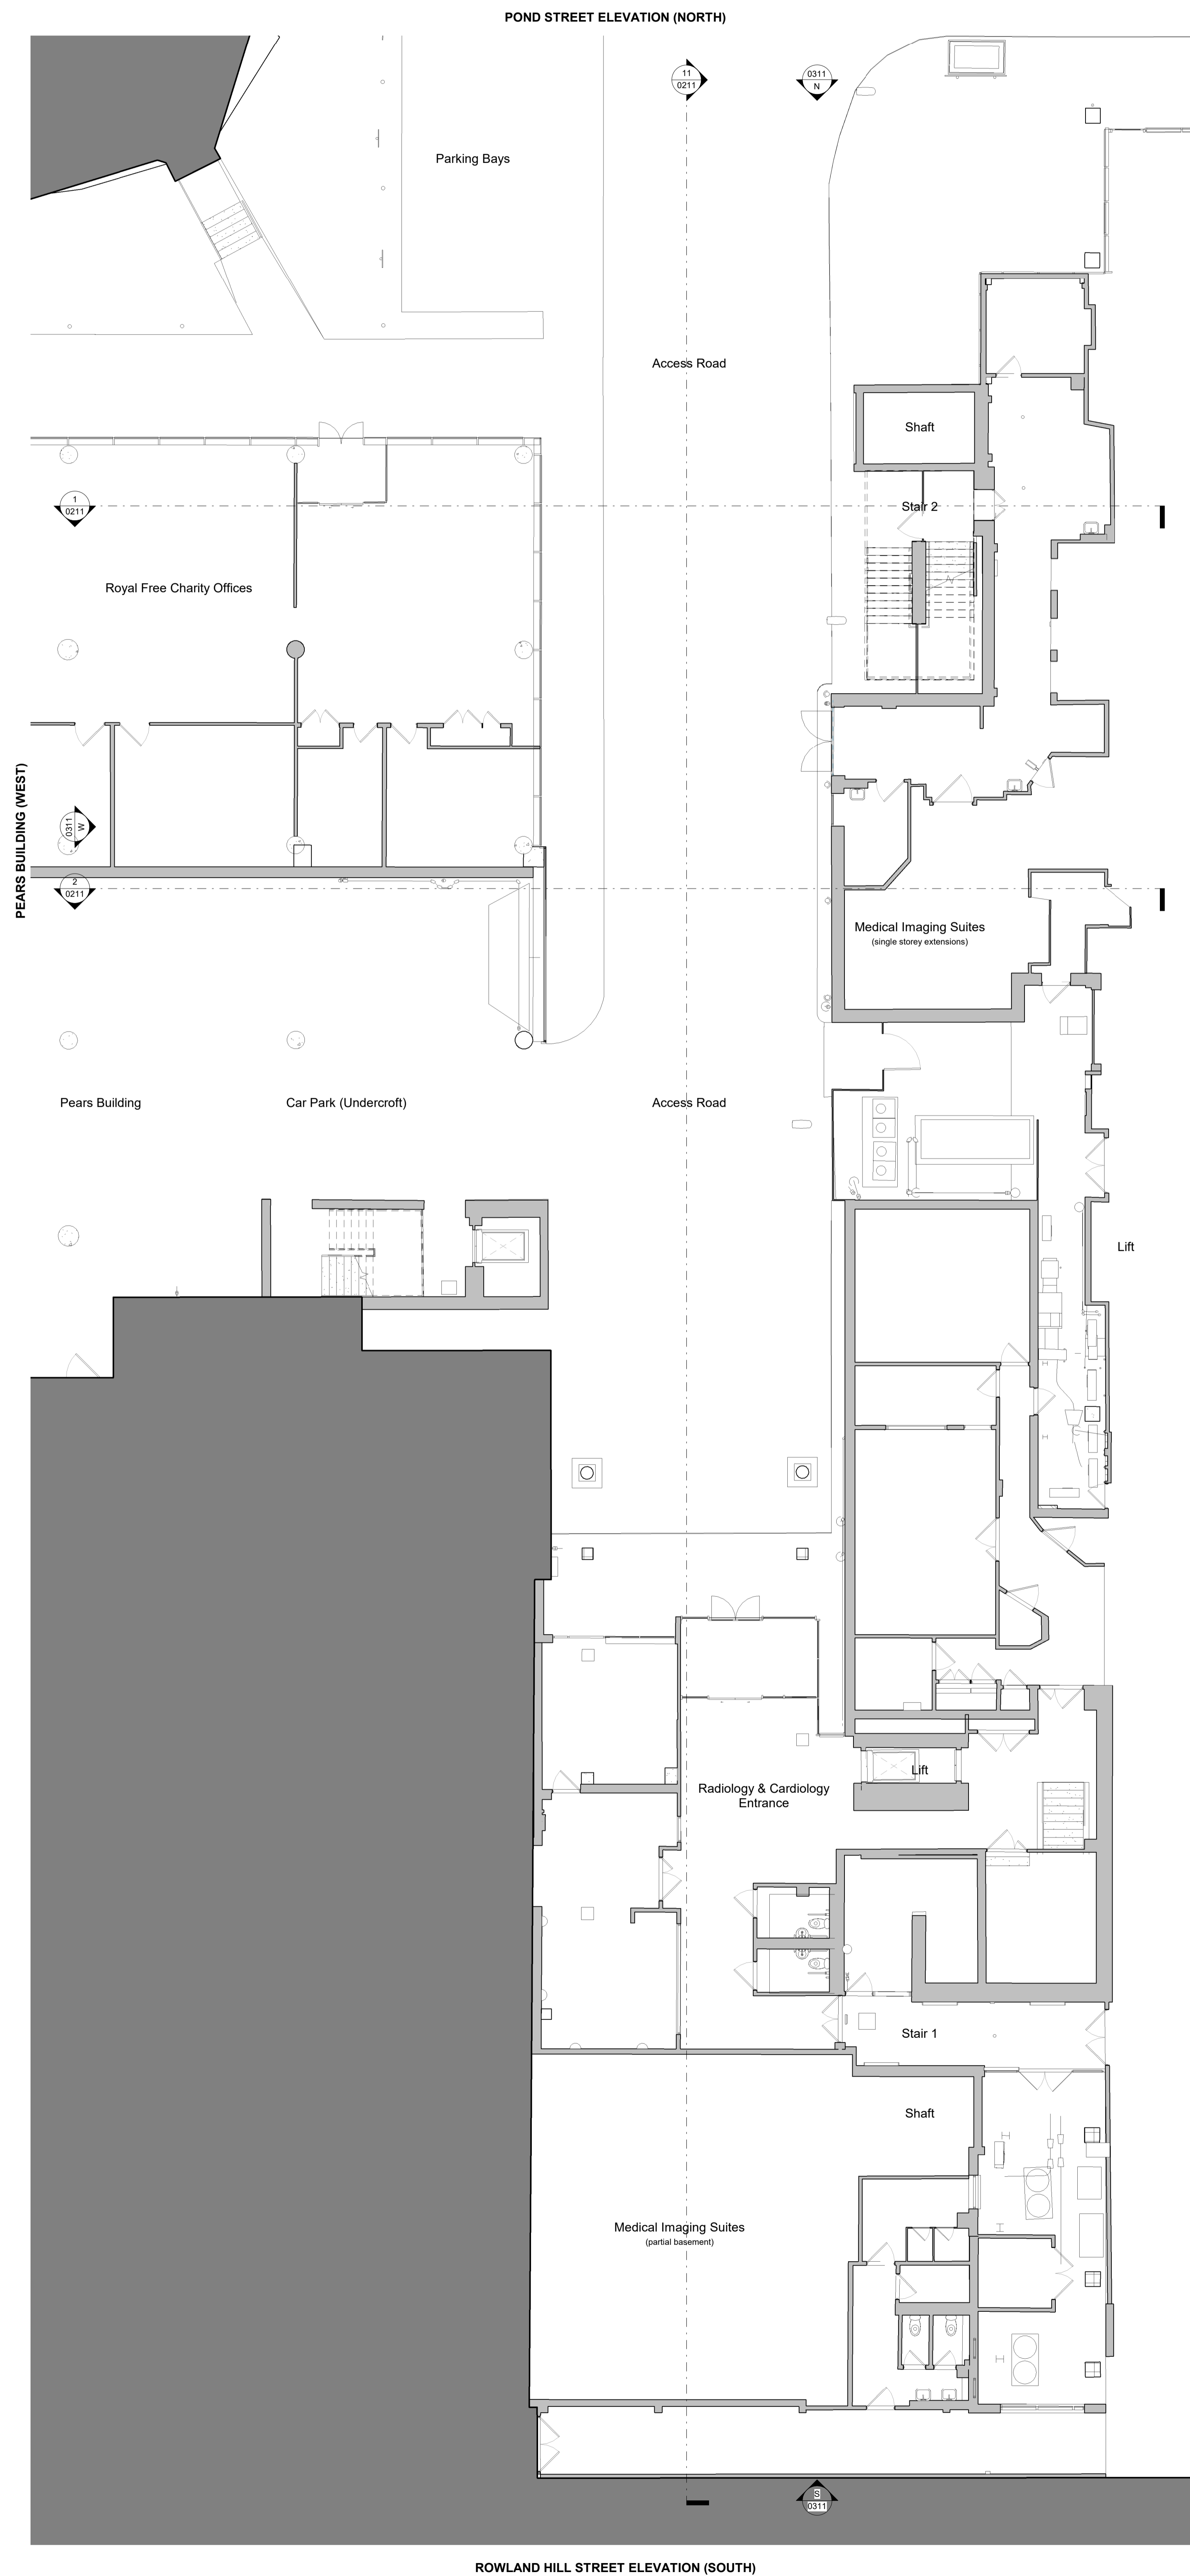 POND STREET ELEVATION (NORTH)
11
0211
0311
N
Parking Bays
Access Road
Shaft
1
0211
Stair 2
Royal Free Charity Offices
PEARS BUILDING (WEST)
0311
W
2
0211
Medical Imaging Suites
(single storey extensions)
Pears Building
Car Park (Undercroft)
Access Road
Lift
Lift
Radiology & Cardiology
Entrance
Stair 1
Shaft
Medical Imaging Suites
(partial basement)
S
0311
ROWLAND HILL STREET ELEVATION (SOUTH)